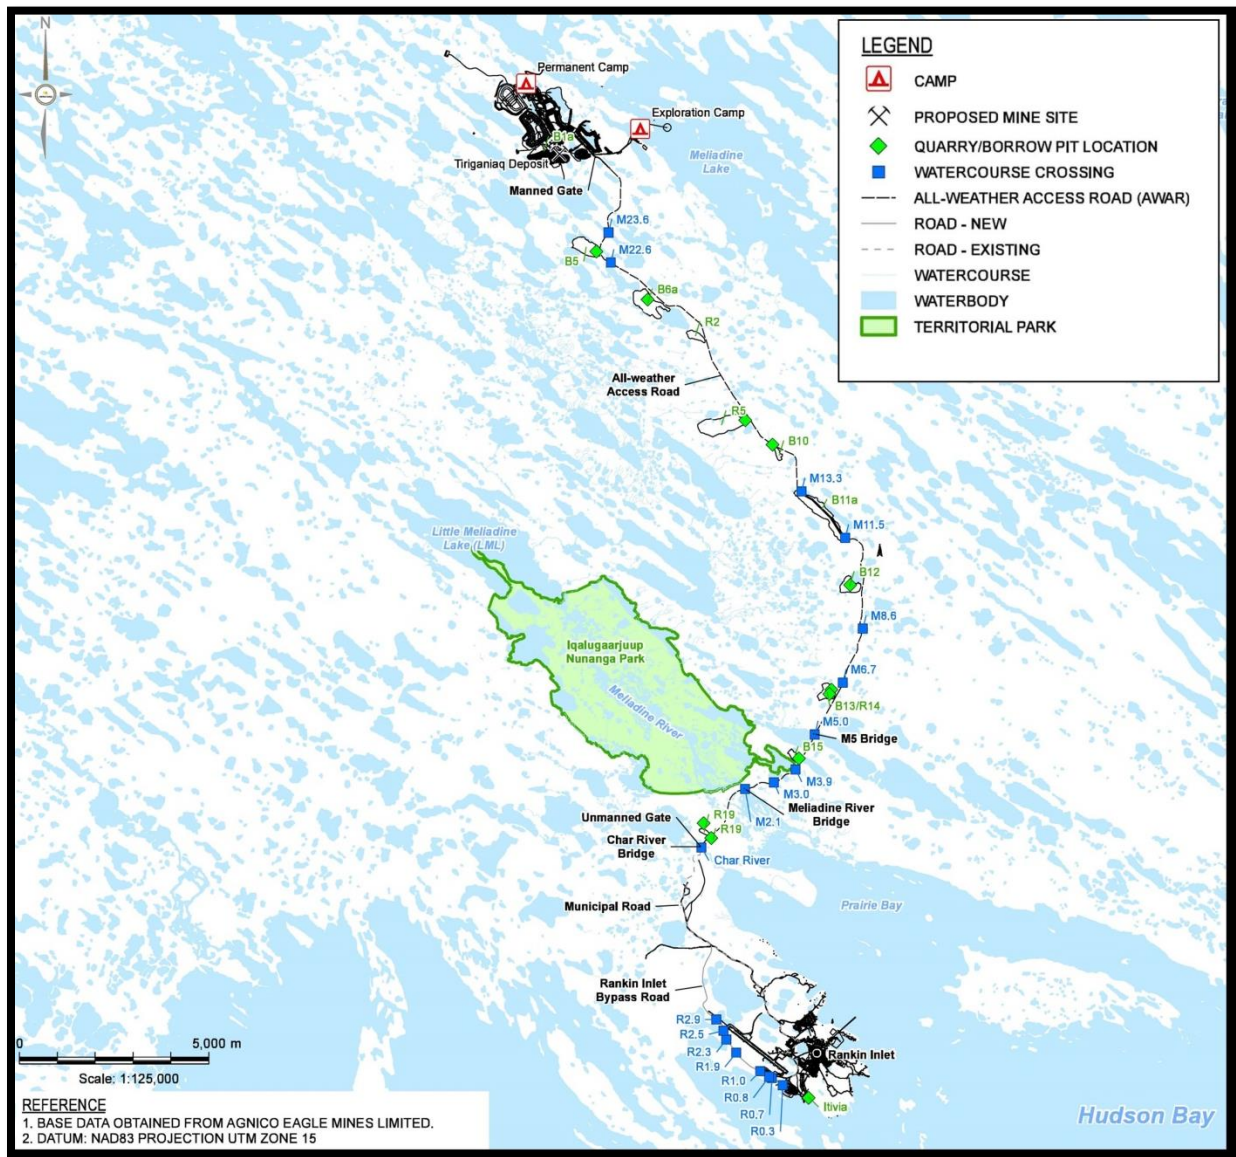 N
LEGEND
CAMP
PROPOSED MINE SITE
QUARRY/BORROW PIT LOCATION
WATERCOURSE CROSSING
ALL-WEATHER ACCESS ROAD (AWAR)
ROAD - NEW
ROAD - EXISTING
WATERCOURSE
WATERBODY
TERRITORIAL PARK
Permanent Camp
Exploration Camp
B1a
Tiriganiaq Deposit
Manned Gate
Meliadine
Lake
M23.6
M22.6
B5
B6a
R2
All-weather
Access Road
R5
B10
M13.3
B11a
M11.5
Little Meliadine
Lake (LML)
B12
M8.6
Iqalugaarjuup
Nunanga Park
Meliadine River
M6.7
B13/R14
M5.0
M5 Bridge
B15
M3.9
M3.0
M2.1
Meliadine River
Bridge
R19
R19
Unmanned Gate
Char River
Bridge
Char River
Municipal Road
Prairie Bay
Rankin Inlet
Bypass Road
R2.9
R2.5
R2.3
R1.9
R1.0
R0.8
R0.7
R0.3
Rankin Inlet
Itivia
Hudson Bay
0
5,000 m
Scale: 1:125,000
REFERENCE
1. BASE DATA OBTAINED FROM AGNICO EAGLE MINES LIMITED.
2. DATUM: NAD83 PROJECTION UTM ZONE 15